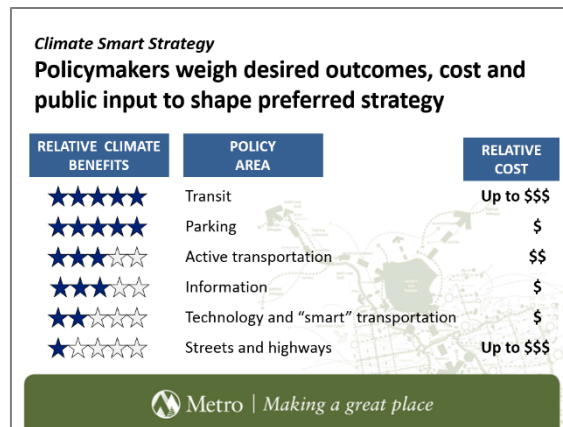 Climate Smart Strategy
Policymakers weigh desired outcomes, cost and
public input to shape preferred strategy
RELATIVE CLIMATE
BENEFITS
POLICY
AREA
RELATIVE
COST
★★★★★ Transit Up to $$$
★★★★★ Parking $
★★★☆☆ Active transportation $$
★★★☆☆ Information $
★★☆☆☆ Technology and “smart” transportation $
★☆☆☆☆ Streets and highways Up to $$$
Metro | Making a great place